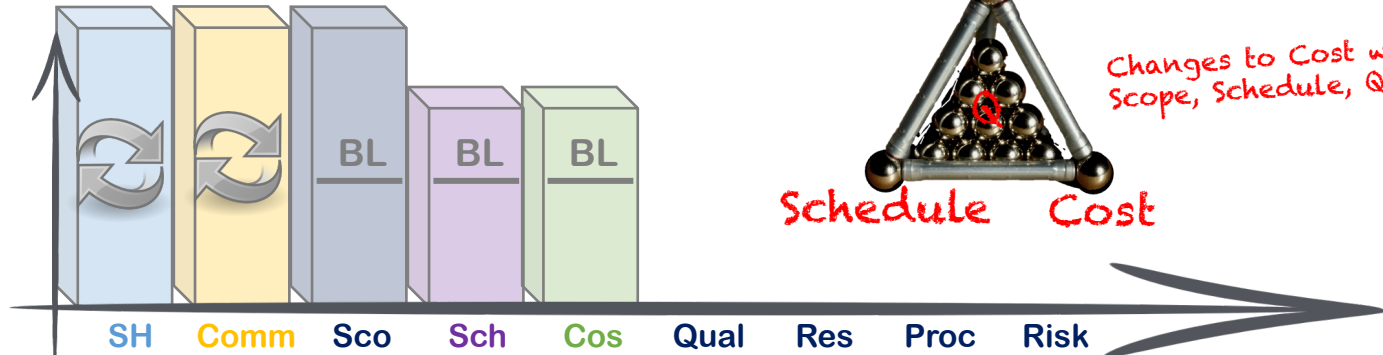 BL
BL
BL
Q
Changes to Cost
Scope, Schedule, Q
Schedule Cost
SH Comm Sco Sch Cos Qual Res Proc Risk